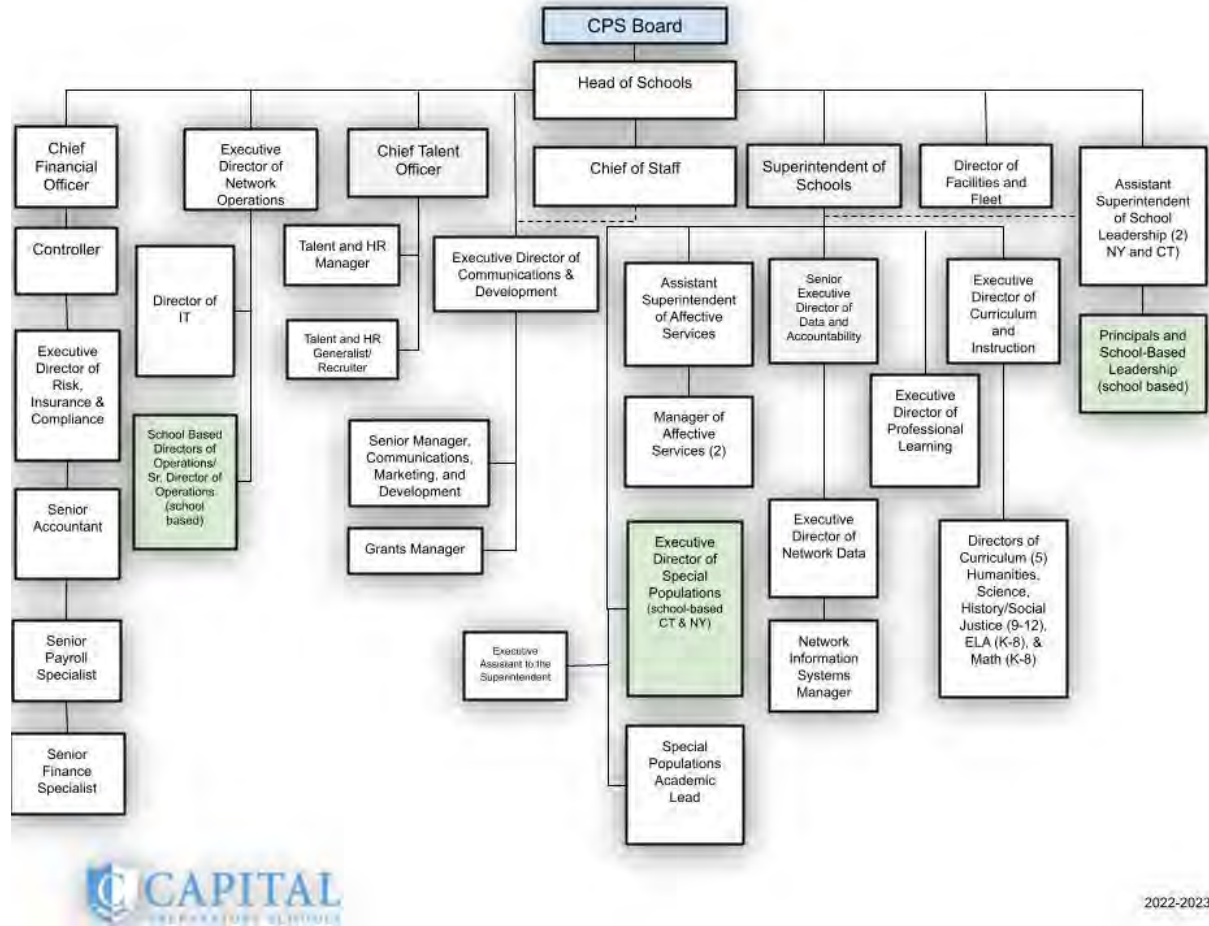 CPS Board
Head of Schools
Chief
Financial
Officer
Executive
Director of
Network
Operations
Chief Talent
Officer
Chief of Staff
Superintendent of
Schools
Director of
Facilities and
Fleet
Assistant
Superintendent
of School
Leadership (2)
NY and CT)
Controller
Director of
IT
Talent and HR
Manager
Executive Director of
Communications &
Development
Assistant
Superintendent
of Affective
Services
Senior
Executive
Director of
Data and
Accountability
Executive
Director of
Curriculum
and
Instruction
Principals and
School-Based
Leadership
(school based)
Executive
Director of
Risk,
Insurance &
Compliance
Talent and HR
Generalist/
Recruiter
Executive
Director of
Professional
Learning
School Based
Directors of
Operations/
Sr. Director of
Operations
(school
based)
Senior Manager,
Communications,
Marketing, and
Development
Manager of
Affective
Services (2)
Senior
Accountant
Grants Manager
Executive
Director of
Special
Populations
(school-based
CT & NY)
Executive
Director of
Network Data
Directors of
Curriculum (5)
Humanities,
Science,
History/Social
Justice (9-12),
ELA (K-8), &
Math (K-8)
Senior
Payroll
Specialist
Executive
Assistant to the
Superintendent
Network
Information
Systems
Manager
Senior
Finance
Specialist
Special
Populations
Academic
Lead
CAPITAL
PREPARATORY SCHOOLS
2022-2023